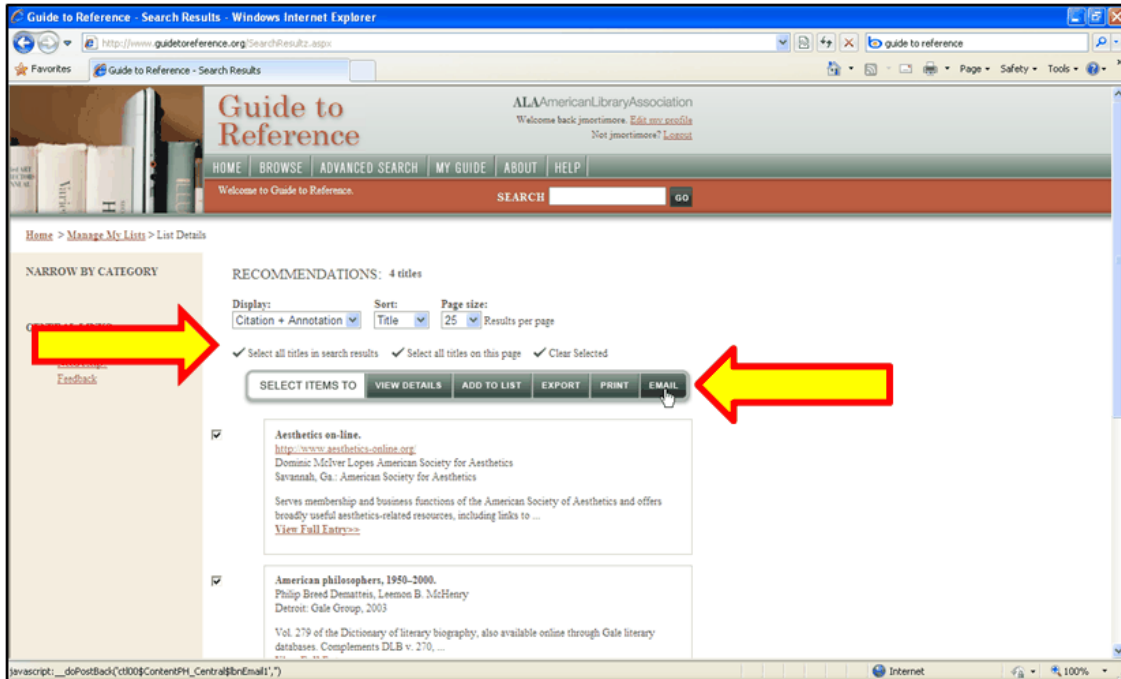 Guide to Reference - Search Results - Windows Internet Explorer
http://www.guidetoreference.org/SearchResultz.aspx
guide to reference
Favorites
Guide to Reference - Search Results
Page
Safety
Tools
Guide to
Reference
ALAAmericanLibraryAssociation
Welcome back jmortimore. Edit my profile
Not jmortimore? Logout
HOME
BROWSE
ADVANCED SEARCH
MY GUIDE
ABOUT
HELP
Welcome to Guide to Reference.
SEARCH
GO
Home > Manage My Lists > List Details
NARROW BY CATEGORY
RECOMMENDATIONS: 4 titles
Display:
Sort:
Page size:
Citation + Annotation
Title
25
Results per page
Select all titles in search results
Select all titles on this page
Clear Selected
Feedback
SELECT ITEMS TO
VIEW DETAILS
ADD TO LIST
EXPORT
PRINT
EMAIL
Aesthetics on-line.
http://www.aesthetics-online.org/
Dominic McIver Lopes American Society for Aesthetics
Savannah, Ga.: American Society for Aesthetics
Serves membership and business functions of the American Society of Aesthetics and offers
broadly useful aesthetics-related resources, including links to ...
View Full Entry>>
American philosophers, 1950–2000.
Philip Breed Dematteis, Leemon B. McHenry
Detroit: Gale Group, 2003
Vol. 279 of the Dictionary of literary biography, also available online through Gale literary
databases. Complements DLB v. 270, ...
javascript:__doPostBack('ctl00$ContentPH_Central$lbnEmail1','')
Internet
100%